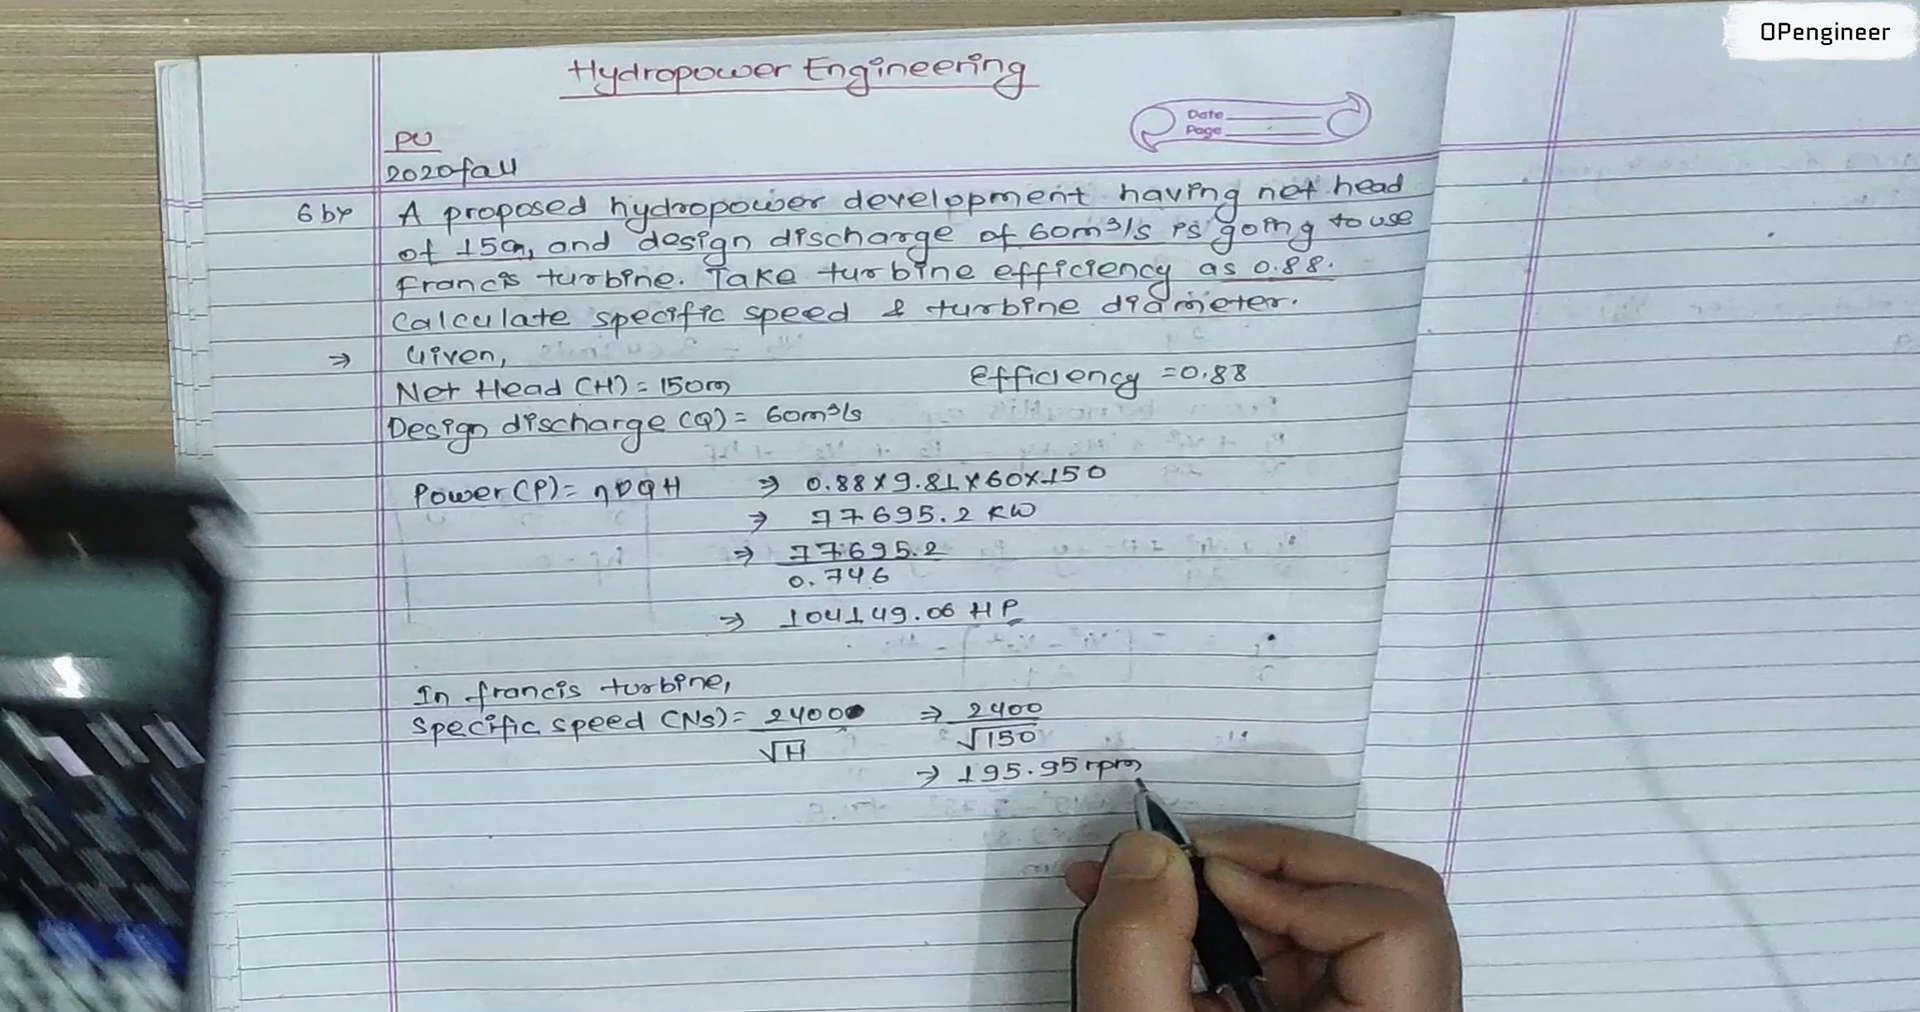 OPengineer
Hydropower Engineering
Date
Page
PU
2020 fall
6 b) A proposed hydropower development having net head
of 150m, and design discharge of 60m³/s is going to use
francis turbine. Take turbine efficiency as 0.88.
Calculate specific speed & turbine diameter.
⇒ Given,
Net Head (H) = 150m efficiency = 0.88
Design discharge (Q) = 60m³/s
Power (P) = ηƔQH ⇒ 0.88 × 9.81 × 60 × 150
⇒ 77695.2 KW
⇒ 77695.2
0.746
⇒ 104149.06 HP
In francis turbine,
Specific speed (Ns) = 2400 ⇒ 2400
√H √150
⇒ 195.95 rpm